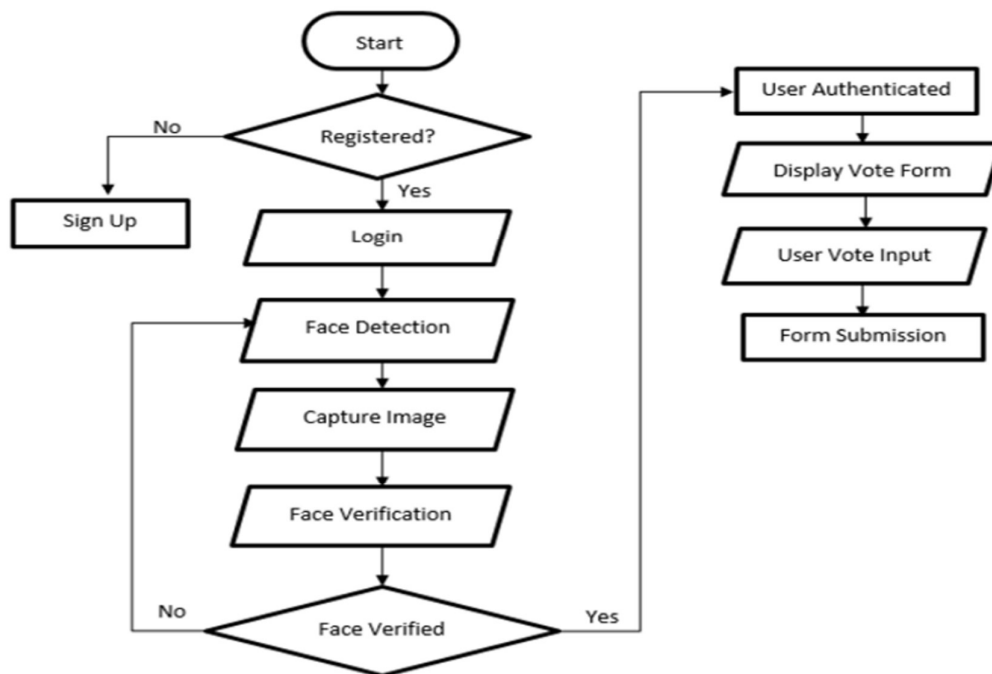 Start
Registered?
No
Yes
Sign Up
Login
Face Detection
Capture Image
Face Verification
Face Verified
No
Yes
User Authenticated
Display Vote Form
User Vote Input
Form Submission